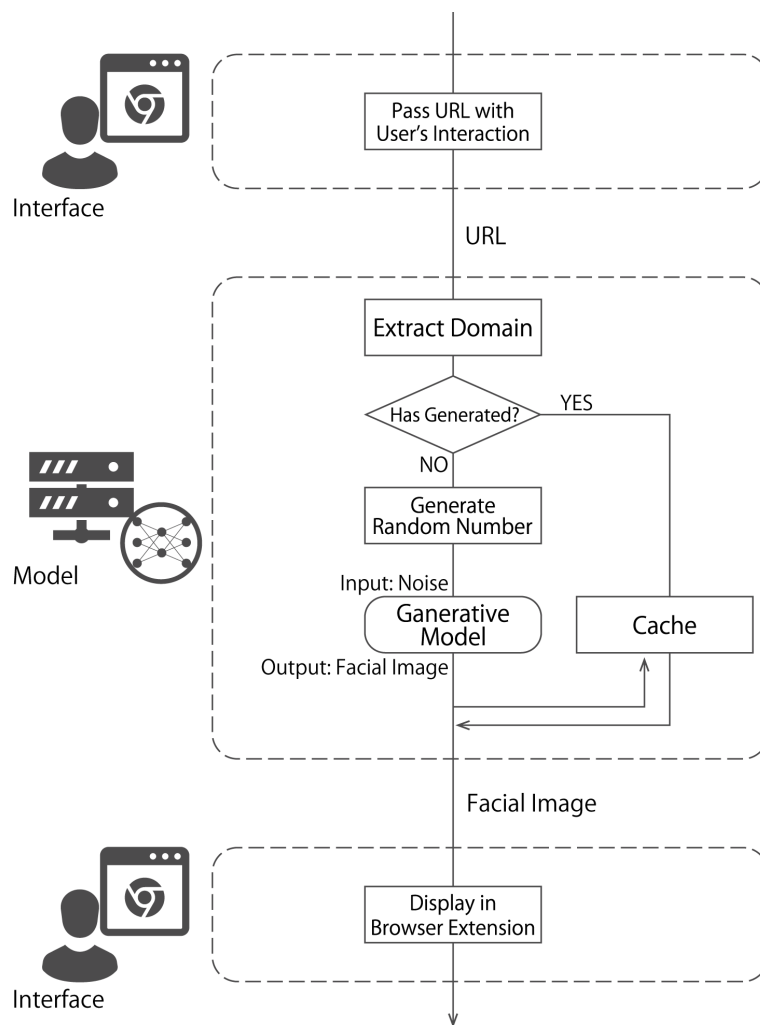 Pass URL with
User's Interaction
Interface
URL
Extract Domain
Has Generated?
YES
NO
Generate
Random Number
Model
Input: Noise
Ganerative
Model
Cache
Output: Facial Image
Facial Image
Display in
Browser Extension
Interface